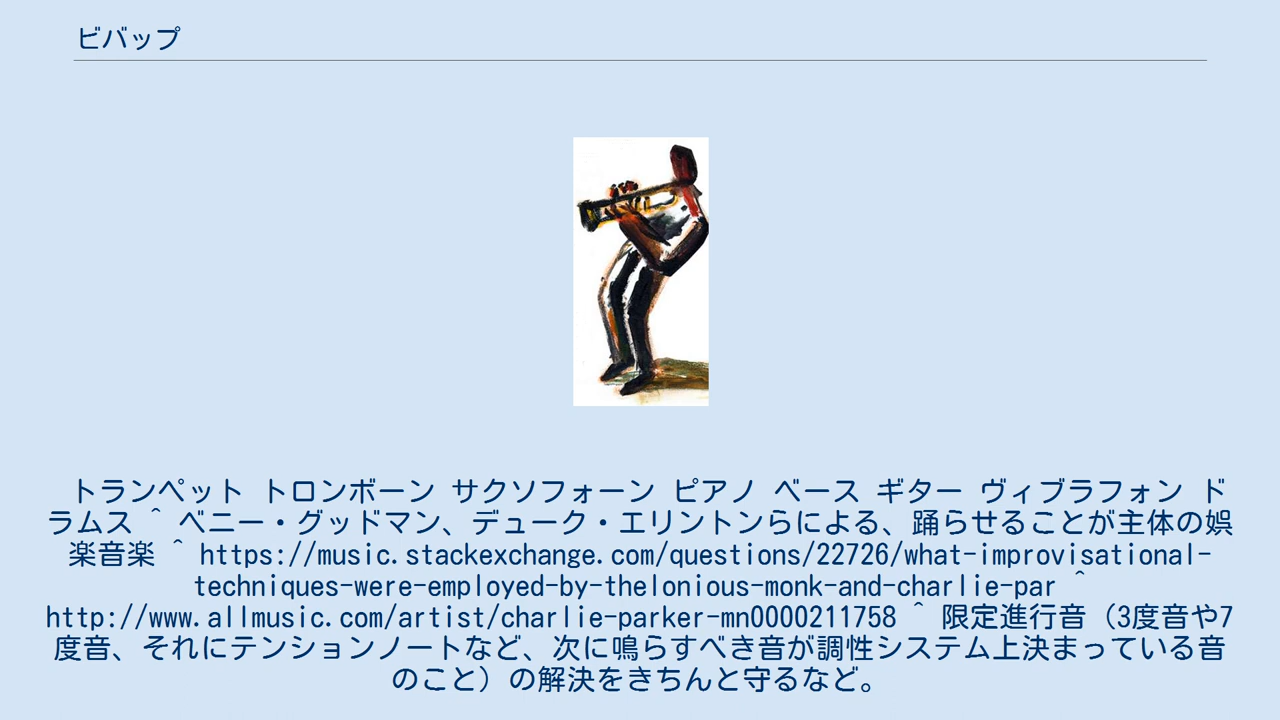 ビバップ
トランペット トロンボーン サクソフォーン ピアノ ベース ギター ヴィブラフォン ド
ラムス ^ ベニー・グッドマン、デューク・エリントンらによる、踊らせることが主体の娯
楽音楽 ^ https://music.stackexchange.com/questions/22726/what-improvisational-
techniques-were-employed-by-thelonious-monk-and-charlie-par ^
http://www.allmusic.com/artist/charlie-parker-mn0000211758 ^ 限定進行音（3度音や7
度音、それにテンションノートなど、次に鳴らすべき音が調性システム上決まっている音
のこと）の解決をきちんと守るなど。